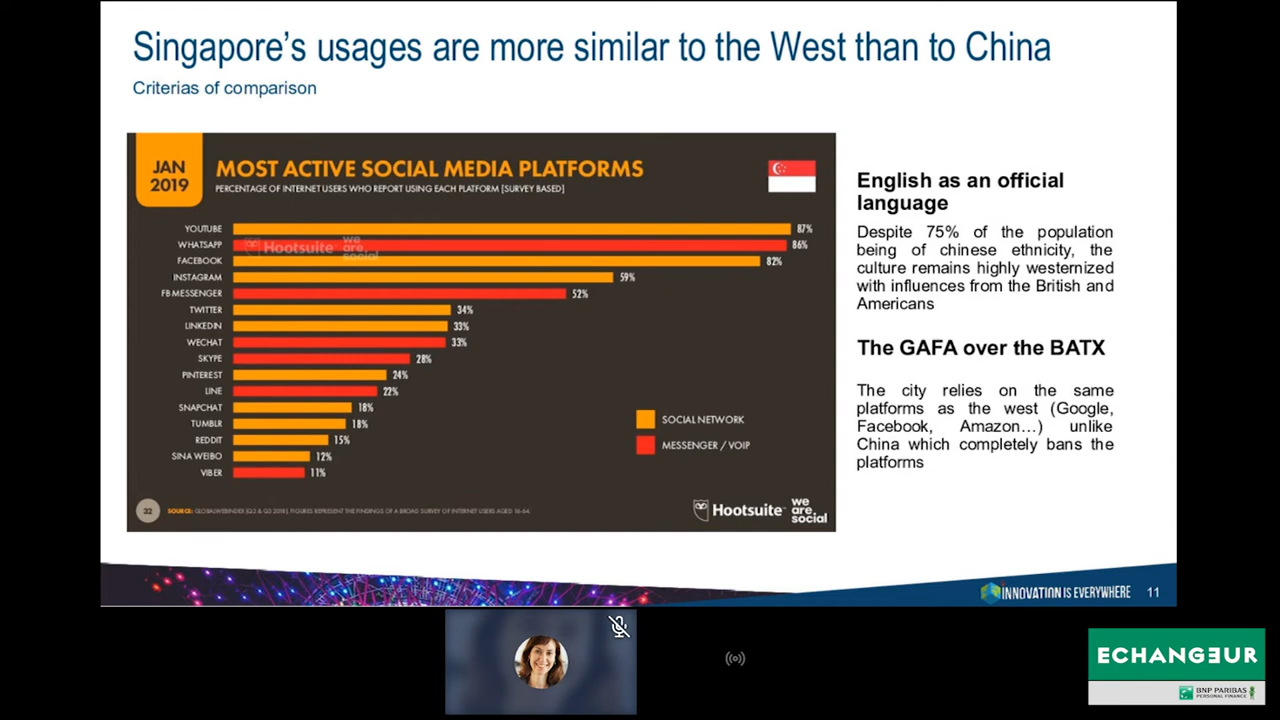 Singapore's usages are more similar to the West than to China
Criterias of comparison
JAN
2019
MOST ACTIVE SOCIAL MEDIA PLATFORMS
PERCENTAGE OF INTERNET USERS WHO REPORT USING EACH PLATFORM [SURVEY BASED]
YOUTUBE 87%
WHATSAPP 86%
Hootsuite we are social
FACEBOOK 82%
INSTAGRAM 59%
FB MESSENGER 52%
TWITTER 34%
LINKEDIN 33%
WECHAT 33%
SKYPE 28%
PINTEREST 24%
LINE 22%
SNAPCHAT 18%
TUMBLR 18%
REDDIT 15%
SINA WEIBO 12%
VIBER 11%
SOCIAL NETWORK
MESSENGER / VOIP
32
SOURCE: GLOBALWEBINDEX (Q2 & Q3 2018). FIGURES REPRESENT THE FINDINGS OF A BROAD SURVEY OF INTERNET USERS AGED 16-64.
Hootsuite™
we
are
social
English as an official
language
Despite 75% of the population
being of chinese ethnicity, the
culture remains highly westernized
with influences from the British and
Americans
The GAFA over the BATX
The city relies on the same
platforms as the west (Google,
Facebook, Amazon…) unlike
China which completely bans the
platforms
INNOVATION IS EVERYWHERE
11
ECHANGEUR
BNP PARIBAS
PERSONAL FINANCE